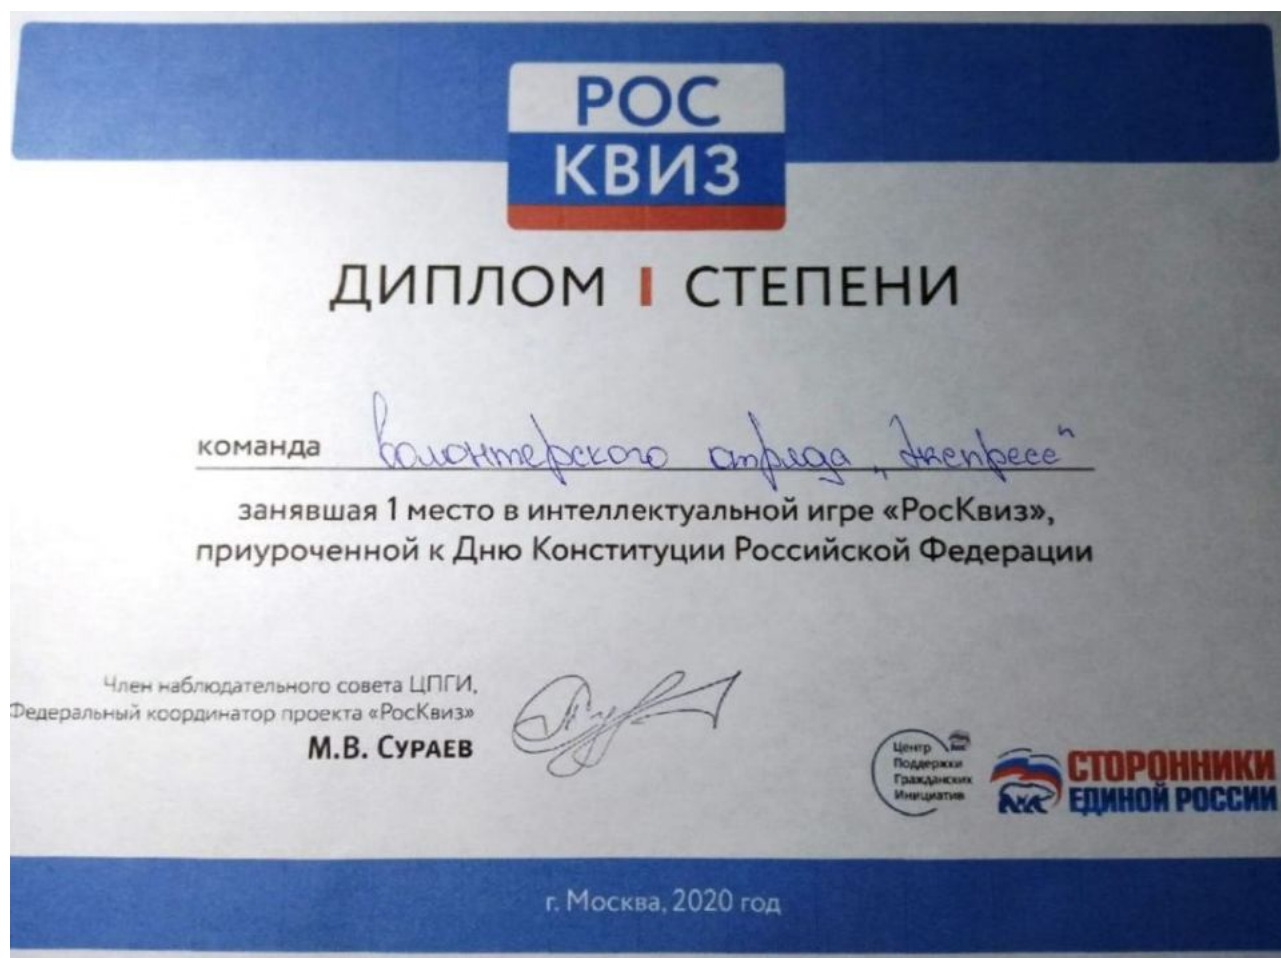 РОС
КВИЗ
ДИПЛОМ I СТЕПЕНИ
команда волонтерского отряда „Экспресс"
занявшая 1 место в интеллектуальной игре «РосКвиз»,
приуроченной к Дню Конституции Российской Федерации
Член наблюдательного совета ЦПГИ,
Федеральный координатор проекта «РосКвиз»
М.В. СУРАЕВ
Центр
Поддержки
Гражданских
Инициатив
СТОРОННИКИ
ЕДИНОЙ РОССИИ
г. Москва, 2020 год